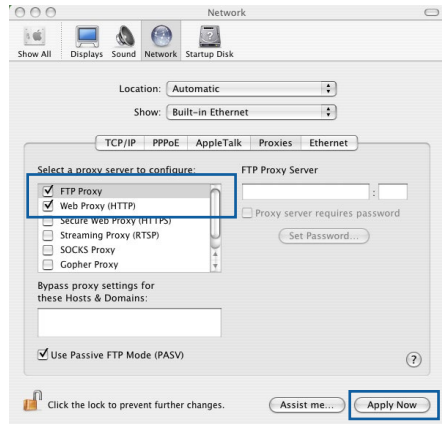 Network
Show All Displays Sound Network Startup Disk
Location: Automatic
Show: Built-in Ethernet
TCP/IP PPPoE AppleTalk Proxies Ethernet
Select a proxy server to configure: FTP Proxy Server
FTP Proxy
Web Proxy (HTTP) :
Secure Web Proxy (HTTPS) Proxy server requires password
Streaming Proxy (RTSP) Set Password...
SOCKS Proxy
Gopher Proxy
Bypass proxy settings for
these Hosts & Domains:
Use Passive FTP Mode (PASV) ?
Click the lock to prevent further changes. Assist me... Apply Now